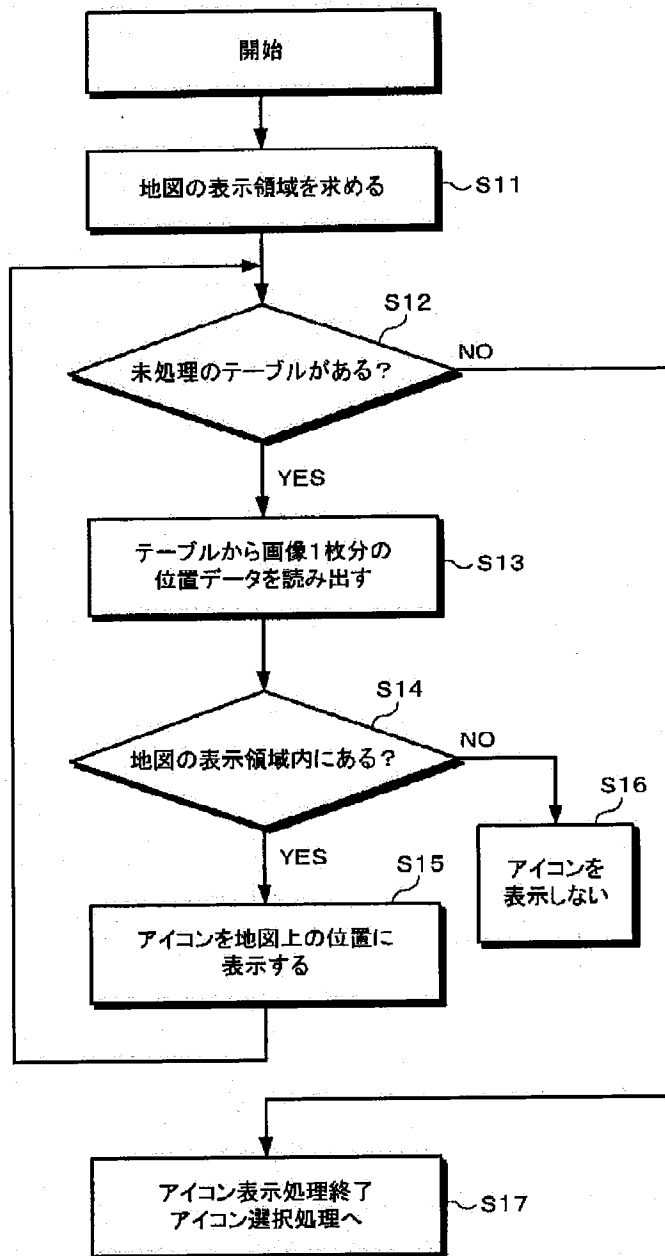 開始
地図の表示領域を求める
S11
S12
未処理のテーブルがある?
NO
YES
テーブルから画像1枚分の
位置データを読み出す
S13
S14
地図の表示領域内にある?
NO
YES
S16
アイコンを
表示しない
S15
アイコンを地図上の位置に
表示する
アイコン表示処理終了
アイコン選択処理へ
S17